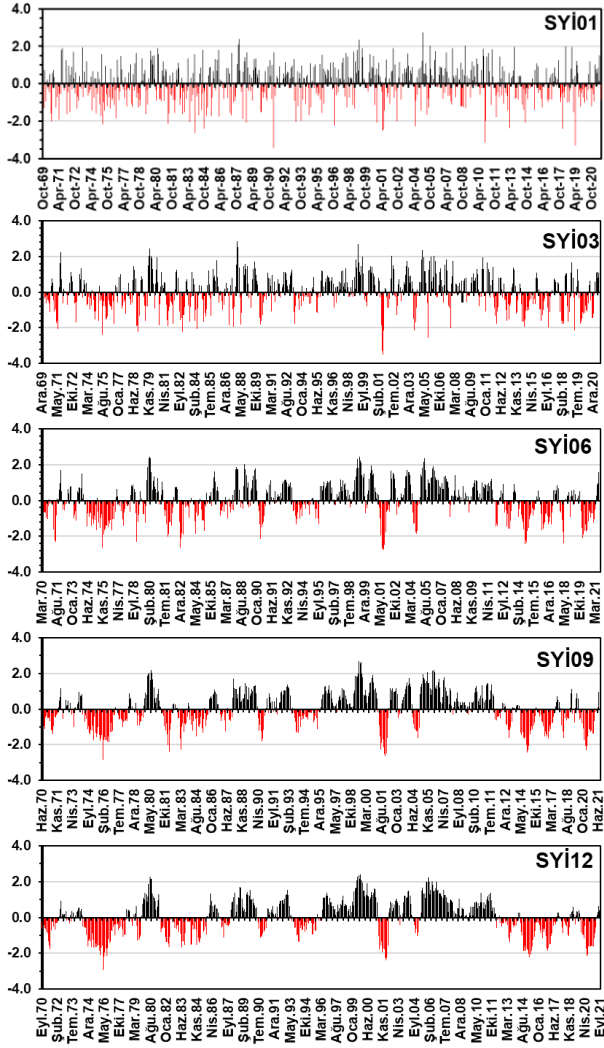 SYİ01
4.0
2.0
0.0
-2.0
-4.0
Oct-69
Apr-71
Oct-72
Apr-74
Oct-75
Apr-77
Oct-78
Apr-80
Oct-81
Apr-83
Oct-84
Apr-86
Oct-87
Apr-89
Oct-90
Apr-92
Oct-93
Apr-95
Oct-96
Apr-98
Oct-99
Apr-01
Oct-02
Apr-04
Oct-05
Apr-07
Oct-08
Apr-10
Oct-11
Apr-13
Oct-14
Apr-16
Oct-17
Apr-19
Oct-20
SYİ03
4.0
2.0
0.0
-2.0
-4.0
Ara.69
May.71
Eki.72
Mar.74
Ağu.75
Oca.77
Haz.78
Kas.79
Nis.81
Eyl.82
Şub.84
Tem.85
Ara.86
May.88
Eki.89
Mar.91
Ağu.92
Oca.94
Haz.95
Kas.96
Nis.98
Eyl.99
Şub.01
Tem.02
Ara.03
May.05
Eki.06
Mar.08
Ağu.09
Oca.11
Haz.12
Kas.13
Nis.15
Eyl.16
Şub.18
Tem.19
Ara.20
SYİ06
4.0
2.0
0.0
-2.0
-4.0
Mar.70
Ağu.71
Oca.73
Haz.74
Kas.75
Nis.77
Eyl.78
Şub.80
Tem.81
Ara.82
May.84
Eki.85
Mar.87
Ağu.88
Oca.90
Haz.91
Kas.92
Nis.94
Eyl.95
Şub.97
Tem.98
Ara.99
May.01
Eki.02
Mar.04
Ağu.05
Oca.07
Haz.08
Kas.09
Nis.11
Eyl.12
Şub.14
Tem.15
Ara.16
May.18
Eki.19
Mar.21
SYİ09
4.0
2.0
0.0
-2.0
-4.0
Haz.70
Kas.71
Nis.73
Eyl.74
Şub.76
Tem.77
Ara.78
May.80
Eki.81
Mar.83
Ağu.84
Oca.86
Haz.87
Kas.88
Nis.90
Eyl.91
Şub.93
Tem.94
Ara.95
May.97
Eki.98
Mar.00
Ağu.01
Oca.03
Haz.04
Kas.05
Nis.07
Eyl.08
Şub.10
Tem.11
Ara.12
May.14
Eki.15
Mar.17
Ağu.18
Oca.20
Haz.21
SYİ12
4.0
2.0
0.0
-2.0
-4.0
Eyl.70
Şub.72
Tem.73
Ara.74
May.76
Eki.77
Mar.79
Ağu.80
Oca.82
Haz.83
Kas.84
Nis.86
Eyl.87
Şub.89
Tem.90
Ara.91
May.93
Eki.94
Mar.96
Ağu.97
Oca.99
Haz.00
Kas.01
Nis.03
Eyl.04
Şub.06
Tem.07
Ara.08
May.10
Eki.11
Mar.13
Ağu.14
Oca.16
Haz.17
Kas.18
Nis.20
Eyl.21